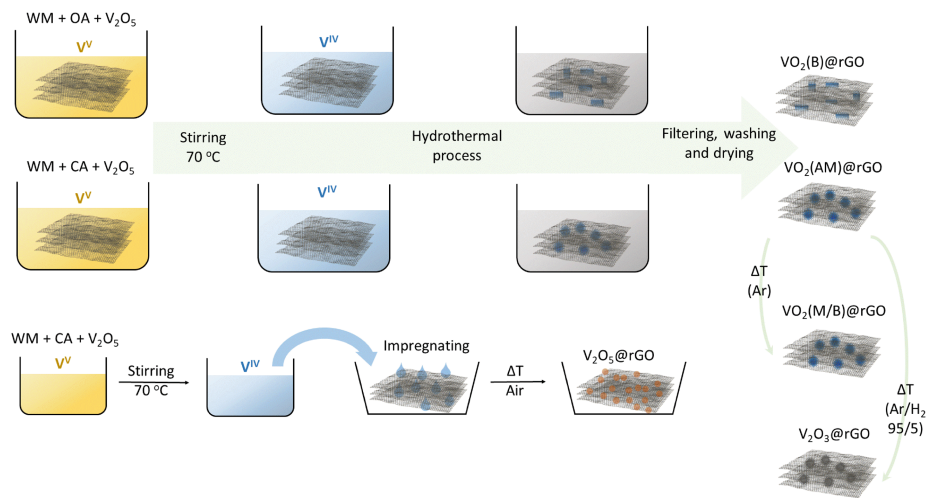 WM + OA + V₂O₅
Vⱽ
Vᴵⱽ
VO₂(B)@rGO
Stirring
70 °C
Hydrothermal
process
Filtering, washing
and drying
WM + CA + V₂O₅
Vⱽ
Vᴵⱽ
VO₂(AM)@rGO
ΔT
(Ar)
VO₂(M/B)@rGO
ΔT
(Ar/H₂
95/5)
V₂O₃@rGO
WM + CA + V₂O₅
Vⱽ
Stirring
70 °C
Vᴵⱽ
Impregnating
ΔT
Air
V₂O₅@rGO